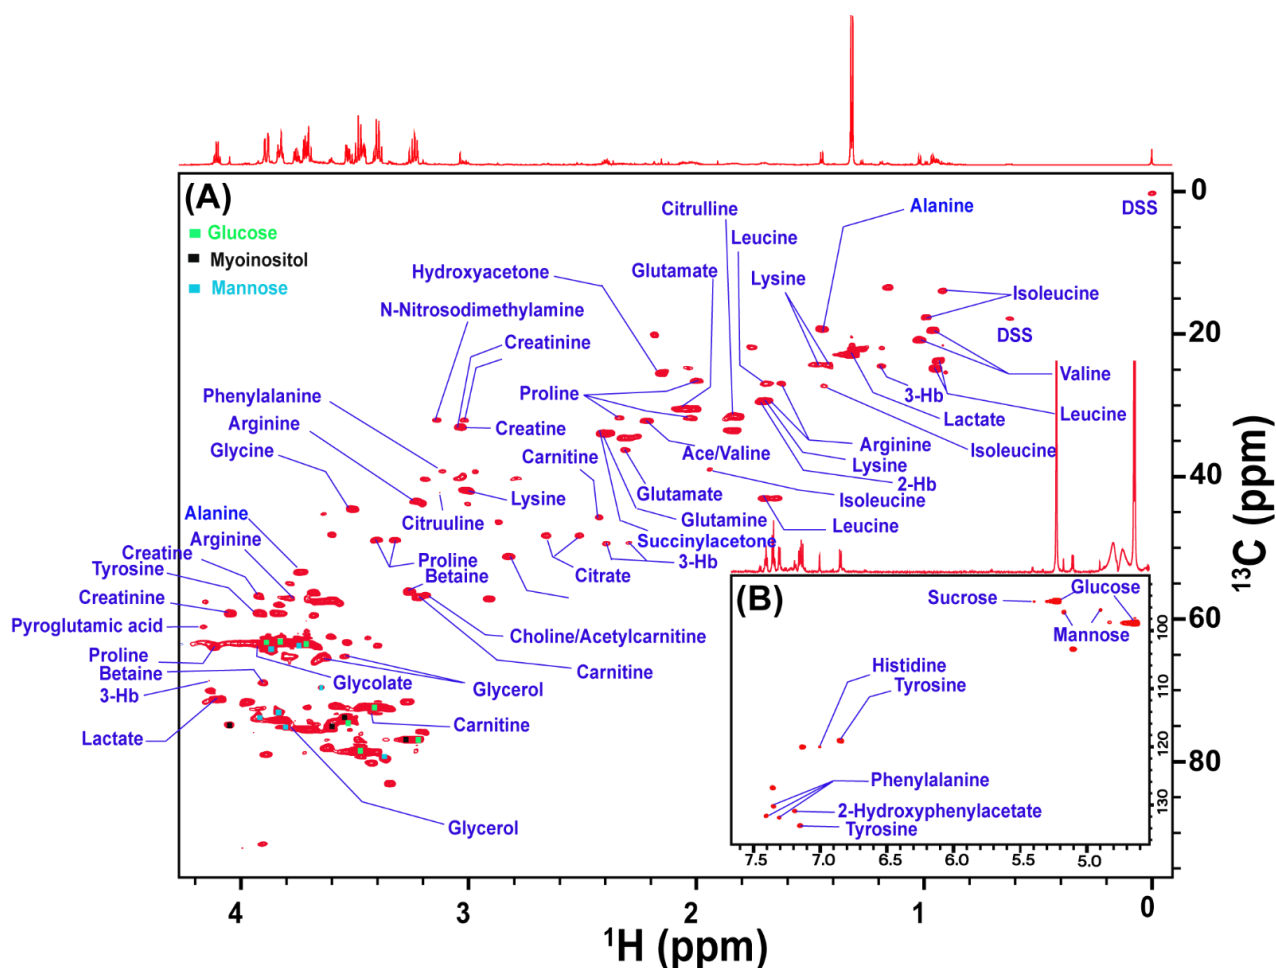 (A)
Glucose
Myoinositol
Mannose
DSS
Citrulline
Alanine
Leucine
Hydroxyacetone
Glutamate
Lysine
Isoleucine
N-Nitrosodimethylamine
DSS
Creatinine
Valine
Phenylalanine
Proline
3-Hb
Lactate
Leucine
Arginine
Creatine
Glycine
Carnitine
Ace/Valine
Arginine
Isoleucine
Lysine
2-Hb
Lysine
Glutamate
Isoleucine
Citruuline
Glutamine
Leucine
Alanine
Succinylacetone
Arginine
3-Hb
Creatine
Proline
Tyrosine
Betaine
Citrate
Creatinine
Pyroglutamic acid
Choline/Acetylcarnitine
Proline
Carnitine
Betaine
Glycolate
Glycerol
3-Hb
Carnitine
Lactate
Glycerol
(B)
Sucrose
Glucose
Mannose
Histidine
Tyrosine
Phenylalanine
2-Hydroxyphenylacetate
Tyrosine
100
110
120
130
7.5 7.0 6.5 6.0 5.5 5.0
0
20
40
60
80
13C (ppm)
4 3 2 1 0
1H (ppm)